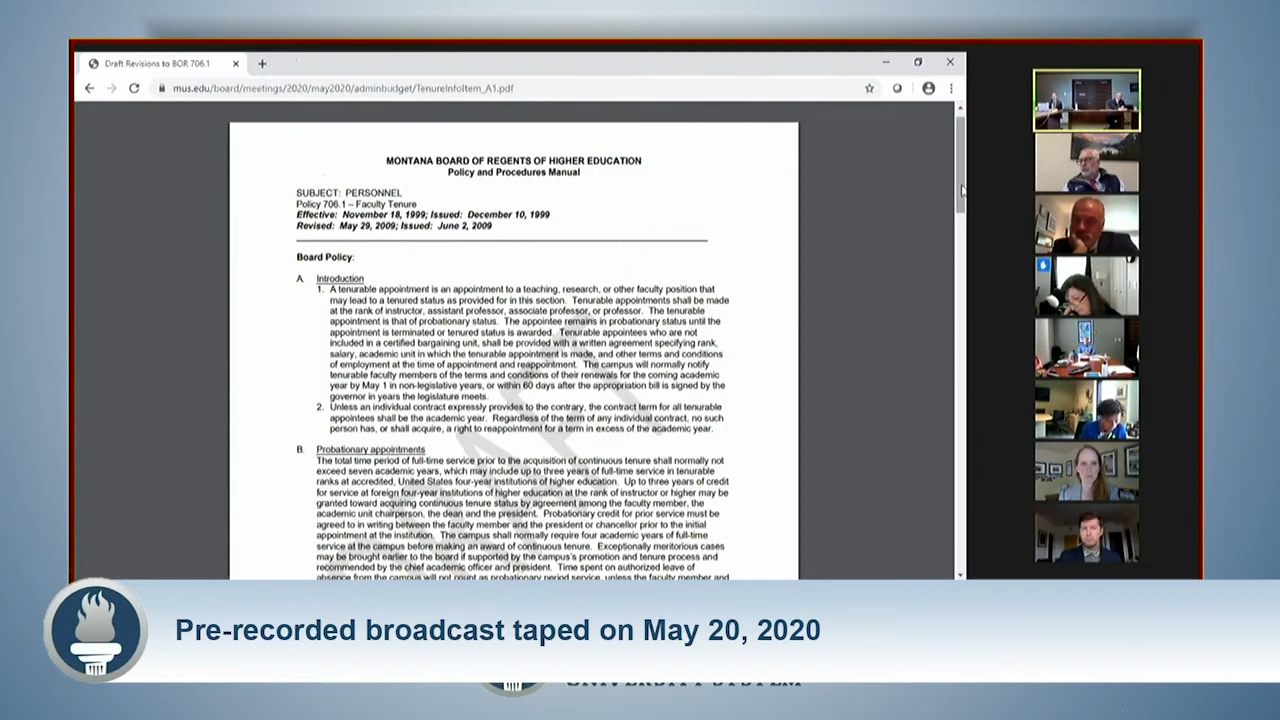 Draft Revisions to BOR 706.1
mus.edu/board/meetings/2020/may2020/adminbudget/TenureInfoItem_A1.pdf
MONTANA BOARD OF REGENTS OF HIGHER EDUCATION
Policy and Procedures Manual
SUBJECT: PERSONNEL
Policy 706.1 – Faculty Tenure
Effective: November 18, 1999; Issued: December 10, 1999
Revised: May 29, 2009; Issued: June 2, 2009
Board Policy:
A. Introduction
1. A tenurable appointment is an appointment to a teaching, research, or other faculty position that
may lead to a tenured status as provided for in this section. Tenurable appointments shall be made
at the rank of instructor, assistant professor, associate professor, or professor. The tenurable
appointment is that of probationary status. The appointee remains in probationary status until the
appointment is terminated or tenured status is awarded. Tenurable appointees who are not
included in a certified bargaining unit, shall be provided with a written agreement specifying rank,
salary, academic unit in which the tenurable appointment is made, and other terms and conditions
of employment at the time of appointment and reappointment. The campus will normally notify
tenurable faculty members of the terms and conditions of their renewals for the coming academic
year by May 1 in non-legislative years, or within 60 days after the appropriation bill is signed by the
governor in years the legislature meets.
2. Unless an individual contract expressly provides to the contrary, the contract term for all tenurable
appointees shall be the academic year. Regardless of the term of any individual contract, no such
person has, or shall acquire, a right to reappointment for a term in excess of the academic year.
B. Probationary appointments
The total time period of full-time service prior to the acquisition of continuous tenure shall normally not
exceed seven academic years, which may include up to three years of full-time service in tenurable
ranks at accredited, United States four-year institutions of higher education. Up to three years of credit
for service at foreign four-year institutions of higher education at the rank of instructor or higher may be
granted toward acquiring continuous tenure status by agreement among the faculty member, the
academic unit chairperson, the dean and the president. Probationary credit for prior service must be
agreed to in writing between the faculty member and the president or chancellor prior to the initial
appointment at the institution. The campus shall normally require four academic years of full-time
service at the campus before making an award of continuous tenure. Exceptionally meritorious cases
may be brought earlier to the board if supported by the campus's promotion and tenure process and
recommended by the chief academic officer and president. Time spent on authorized leave of
absence from the campus will not count as probationary period service, unless the faculty member and
DRAFT
Pre-recorded broadcast taped on May 20, 2020
UNIVERSITY SYSTEM